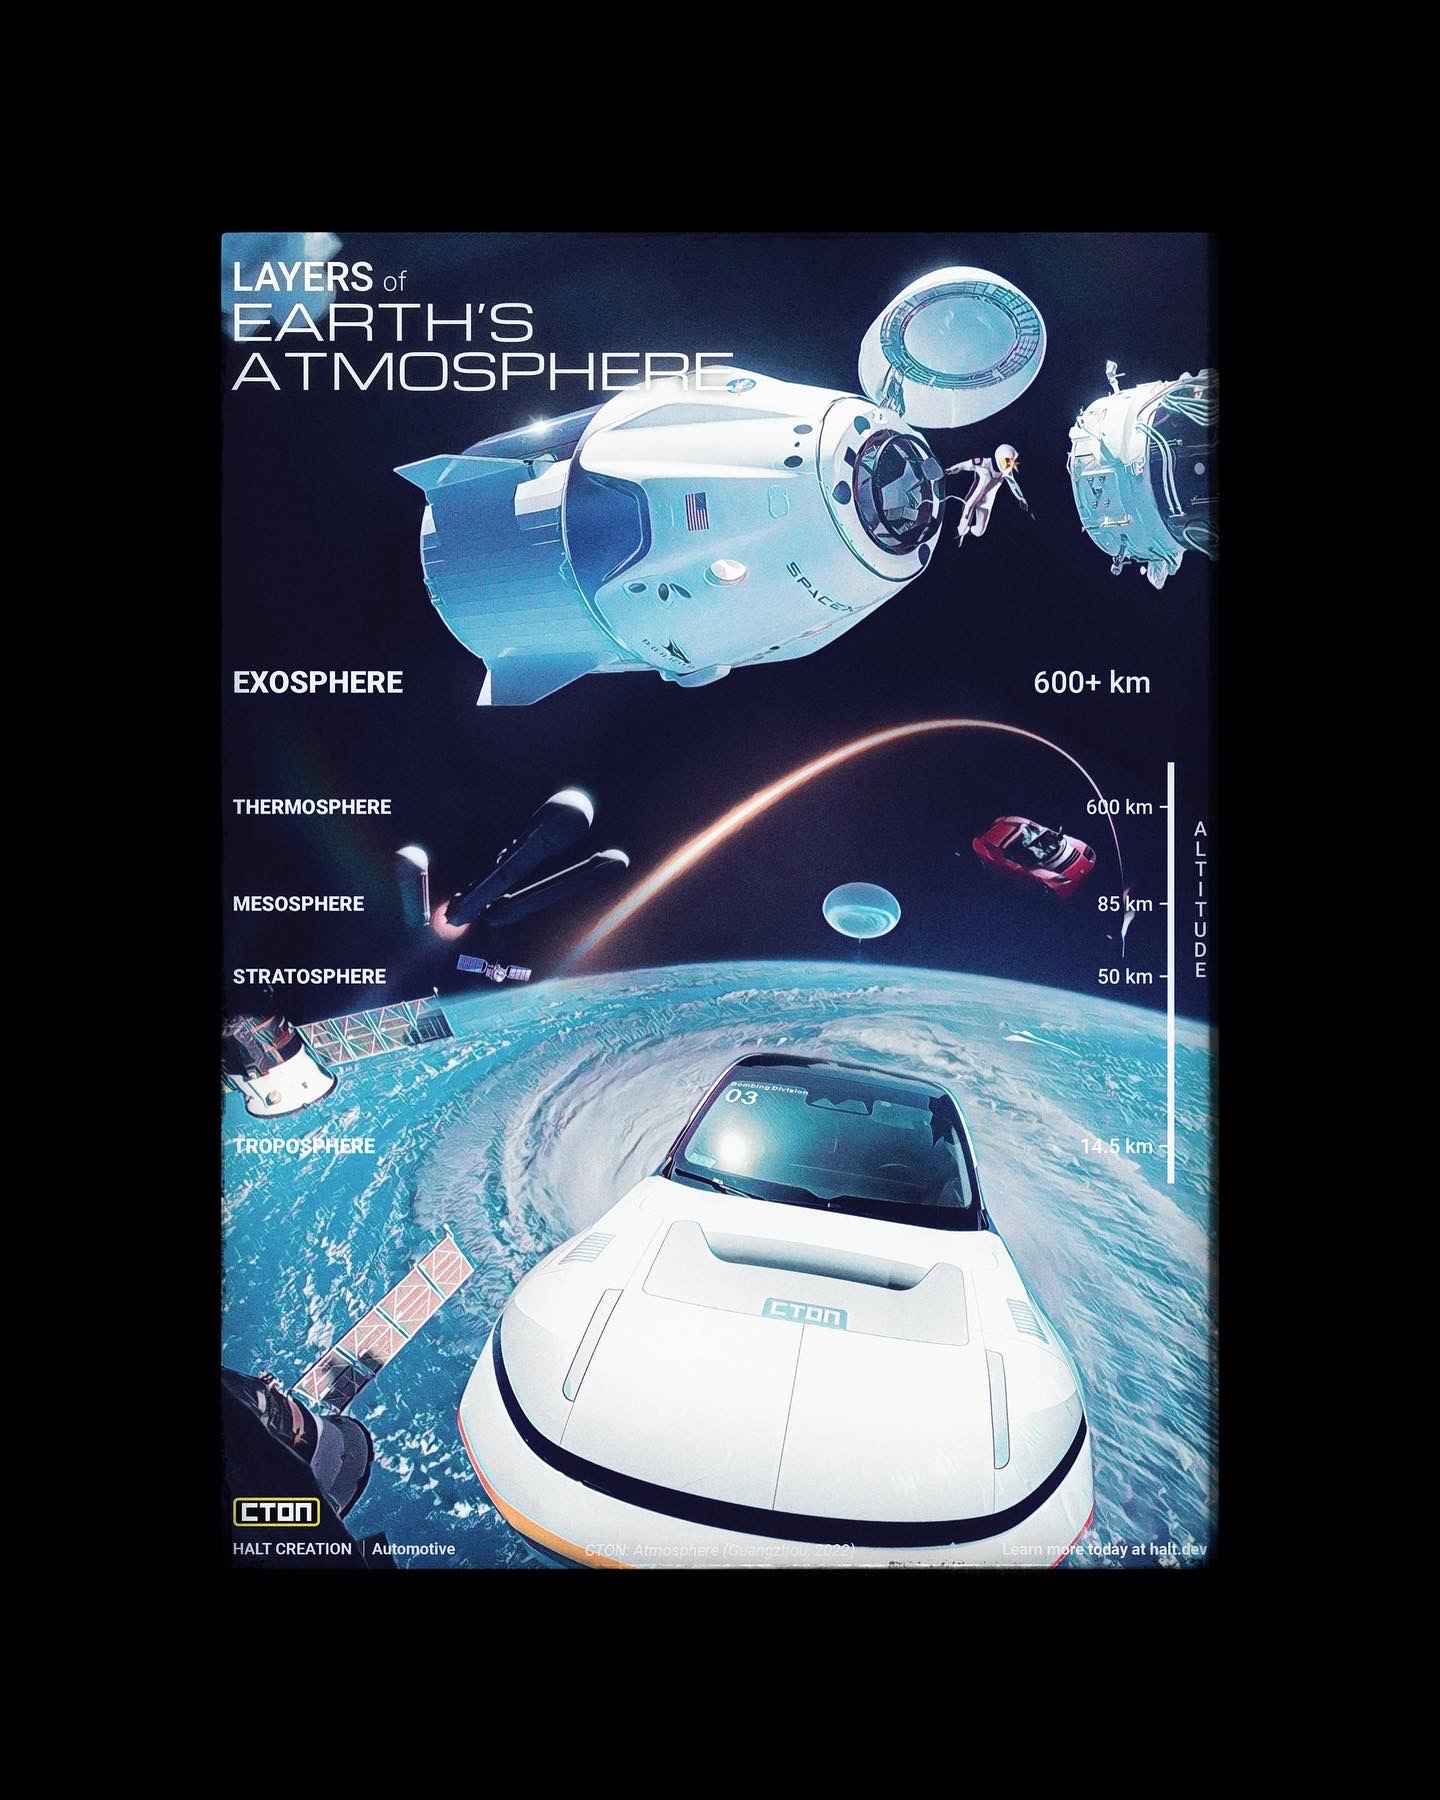 LAYERS of
EARTH'S
ATMOSPHERE
SPACEX
DRAGON
EXOSPHERE 600+ km
THERMOSPHERE 600 km
MESOSPHERE 85 km
STRATOSPHERE 50 km
TROPOSPHERE 14.5 km
ALTITUDE
Bombing Division
03
CTON
CTON
HALT CREATION | Automotive
CTON: Atmosphere (Guangzhou, 2022)
Learn more today at halt.dev